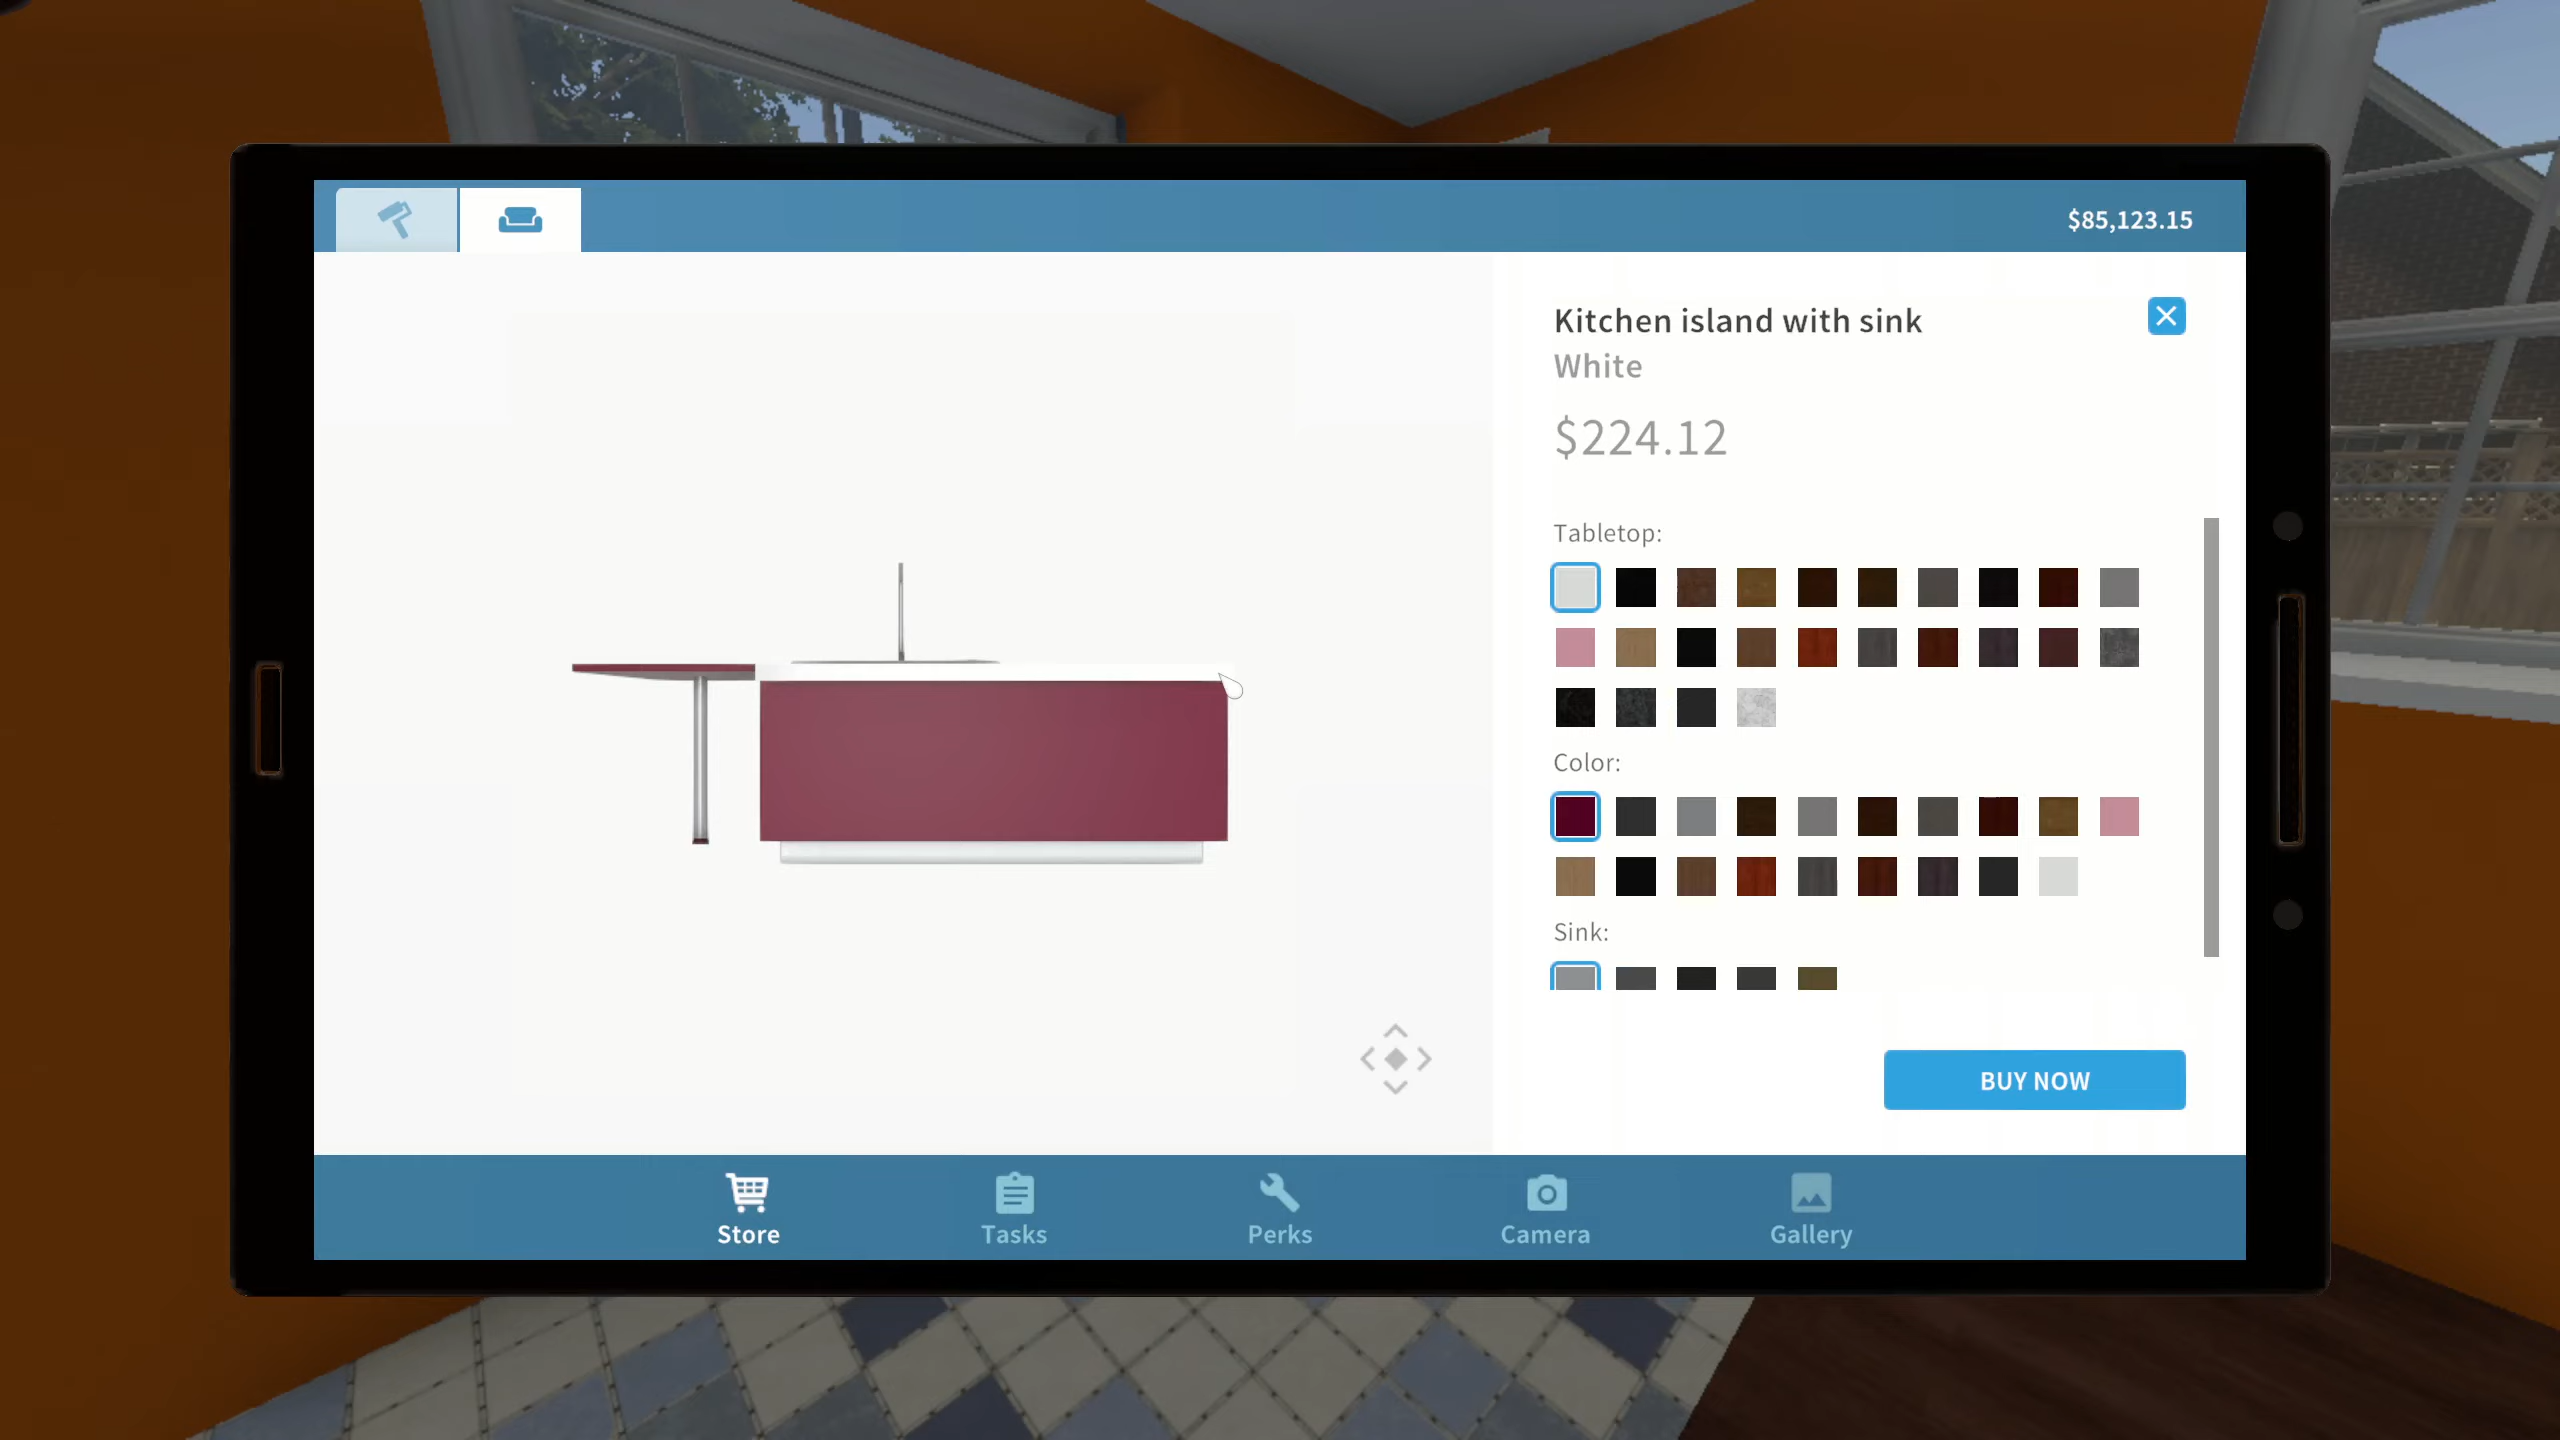 $85,123.15
Kitchen island with sink
White
$224.12
Tabletop:
Color:
Sink:
BUY NOW
Store
Tasks
Perks
Camera
Gallery